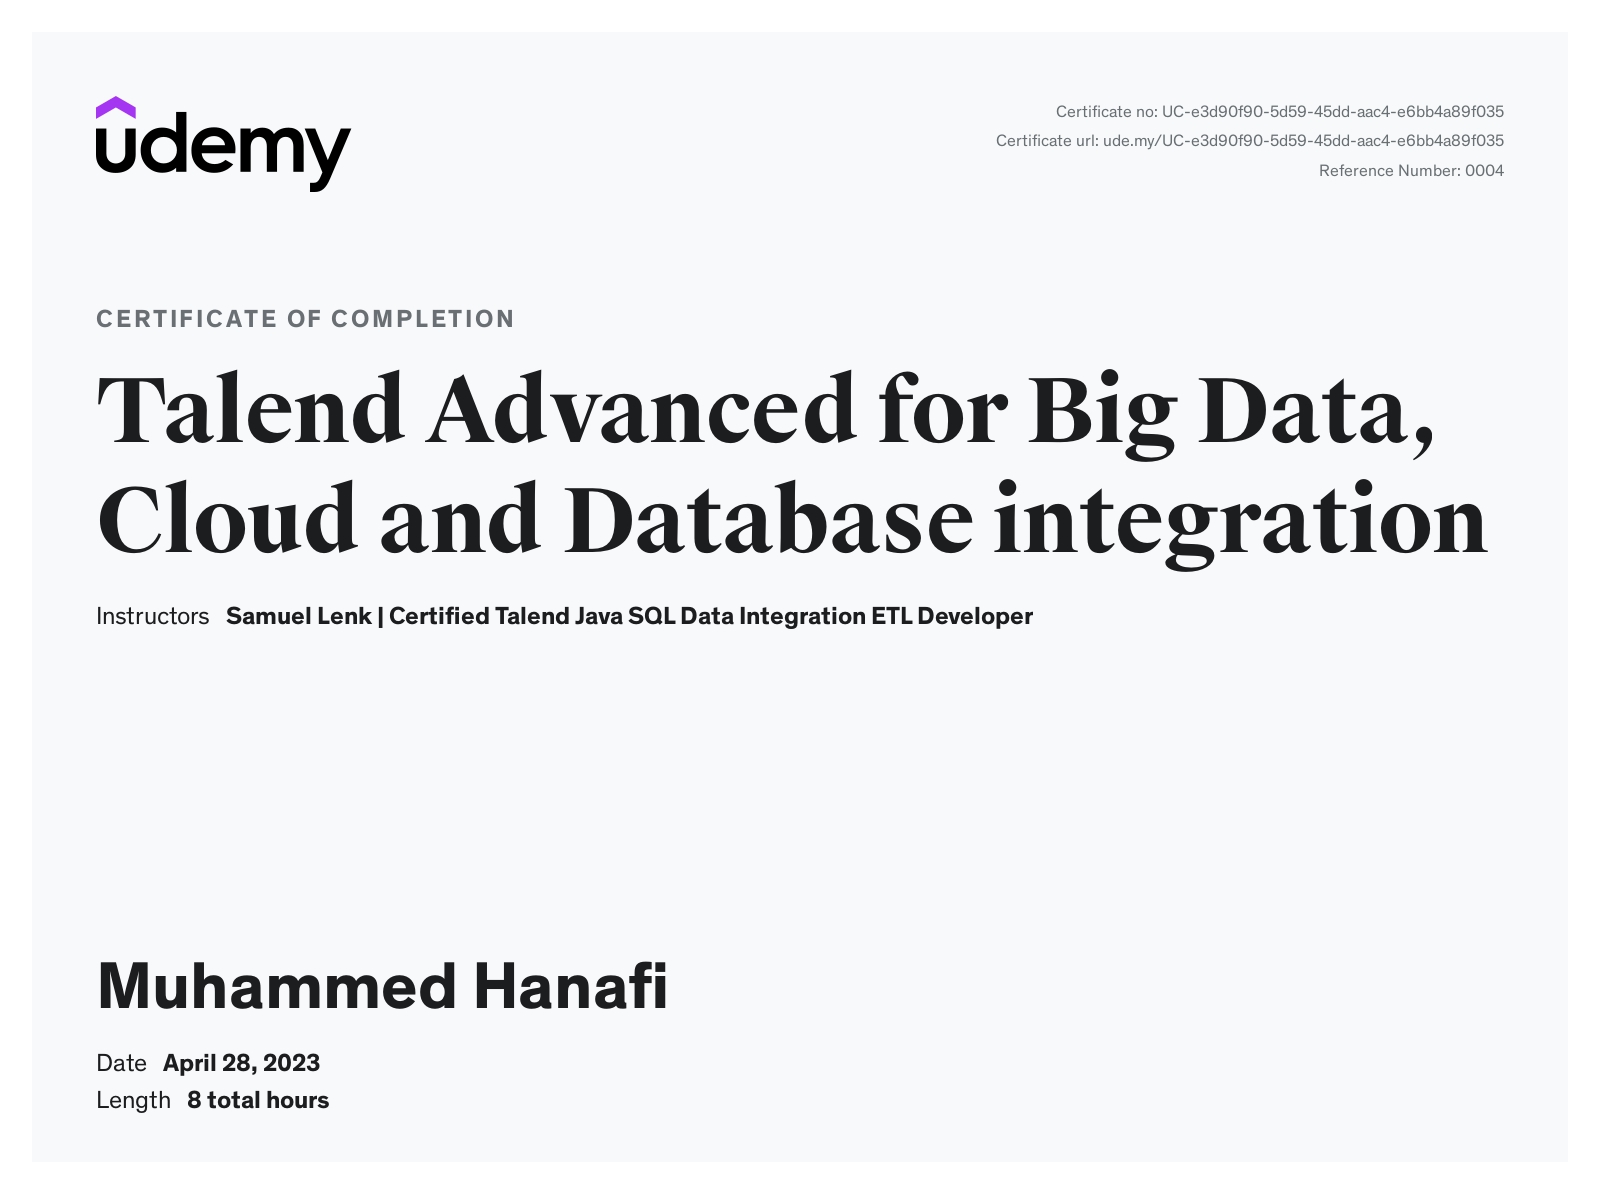 udemy
Certificate no: UC-e3d90f90-5d59-45dd-aac4-e6bb4a89f035
Certificate url: ude.my/UC-e3d90f90-5d59-45dd-aac4-e6bb4a89f035
Reference Number: 0004
CERTIFICATE OF COMPLETION
Talend Advanced for Big Data,
Cloud and Database integration
Instructors Samuel Lenk | Certified Talend Java SQL Data Integration ETL Developer
Muhammed Hanafi
Date April 28, 2023
Length 8 total hours